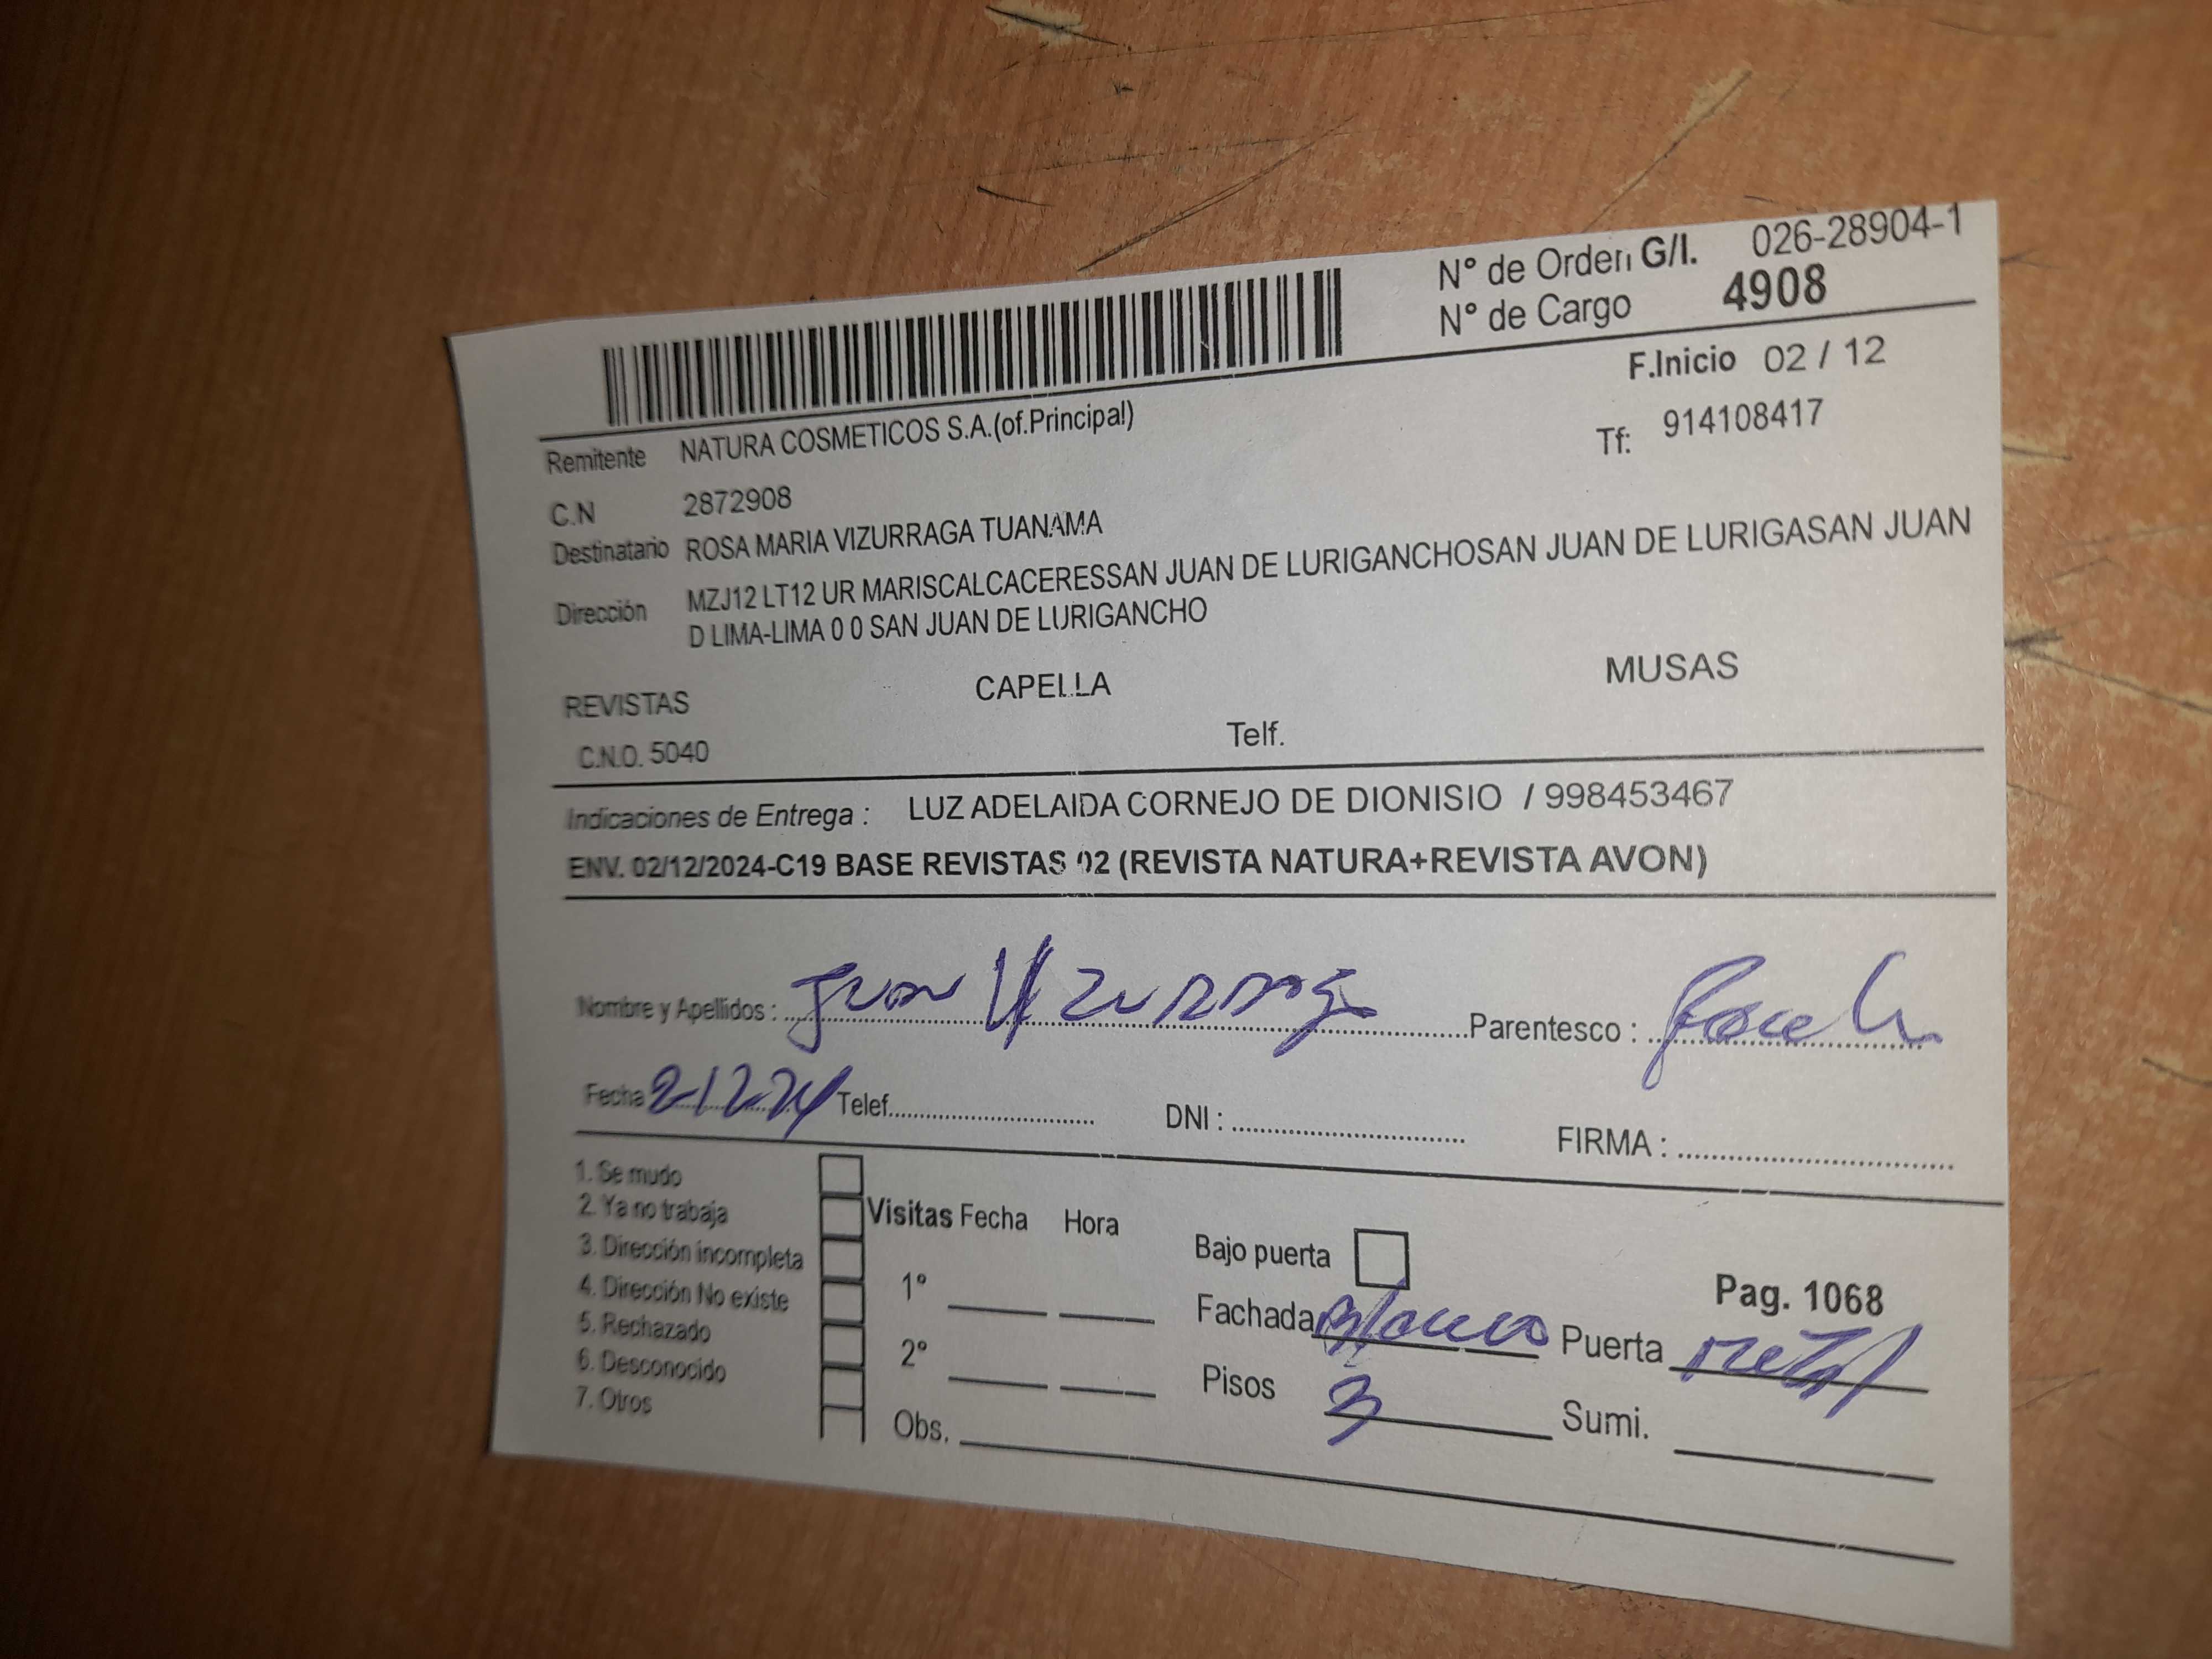 N° de Orden G/I. 026-28904-1
N° de Cargo 4908
F.Inicio 02 / 12
Remitente NATURA COSMETICOS S.A.(of.Principal)
Tf: 914108417
C.N 2872908
Destinatario ROSA MARIA VIZURRAGA TUANAMA
Dirección MZJ12 LT12 UR MARISCALCACERESSAN JUAN DE LURIGANCHOSAN JUAN DE LURIGASAN JUAN
D LIMA-LIMA 0 0 SAN JUAN DE LURIGANCHO
REVISTAS CAPELLA MUSAS
C.N.O. 5040 Telf.
Indicaciones de Entrega : LUZ ADELAIDA CORNEJO DE DIONISIO / 998453467
ENV. 02/12/2024-C19 BASE REVISTAS 02 (REVISTA NATURA+REVISTA AVON)
Nombre y Apellidos : Juan Vizurraga Parentesco :
Fecha 2-12-24 Telef. DNI : FIRMA :
1. Se mudo
2. Ya no trabaja
3. Dirección incompleta
4. Dirección No existe
5. Rechazado
6. Desconocido
7. Otros
Visitas Fecha Hora
1°
2°
Obs.
Bajo puerta
Pag. 1068
Fachada Blanco Puerta metal
Pisos 3 Sumi.